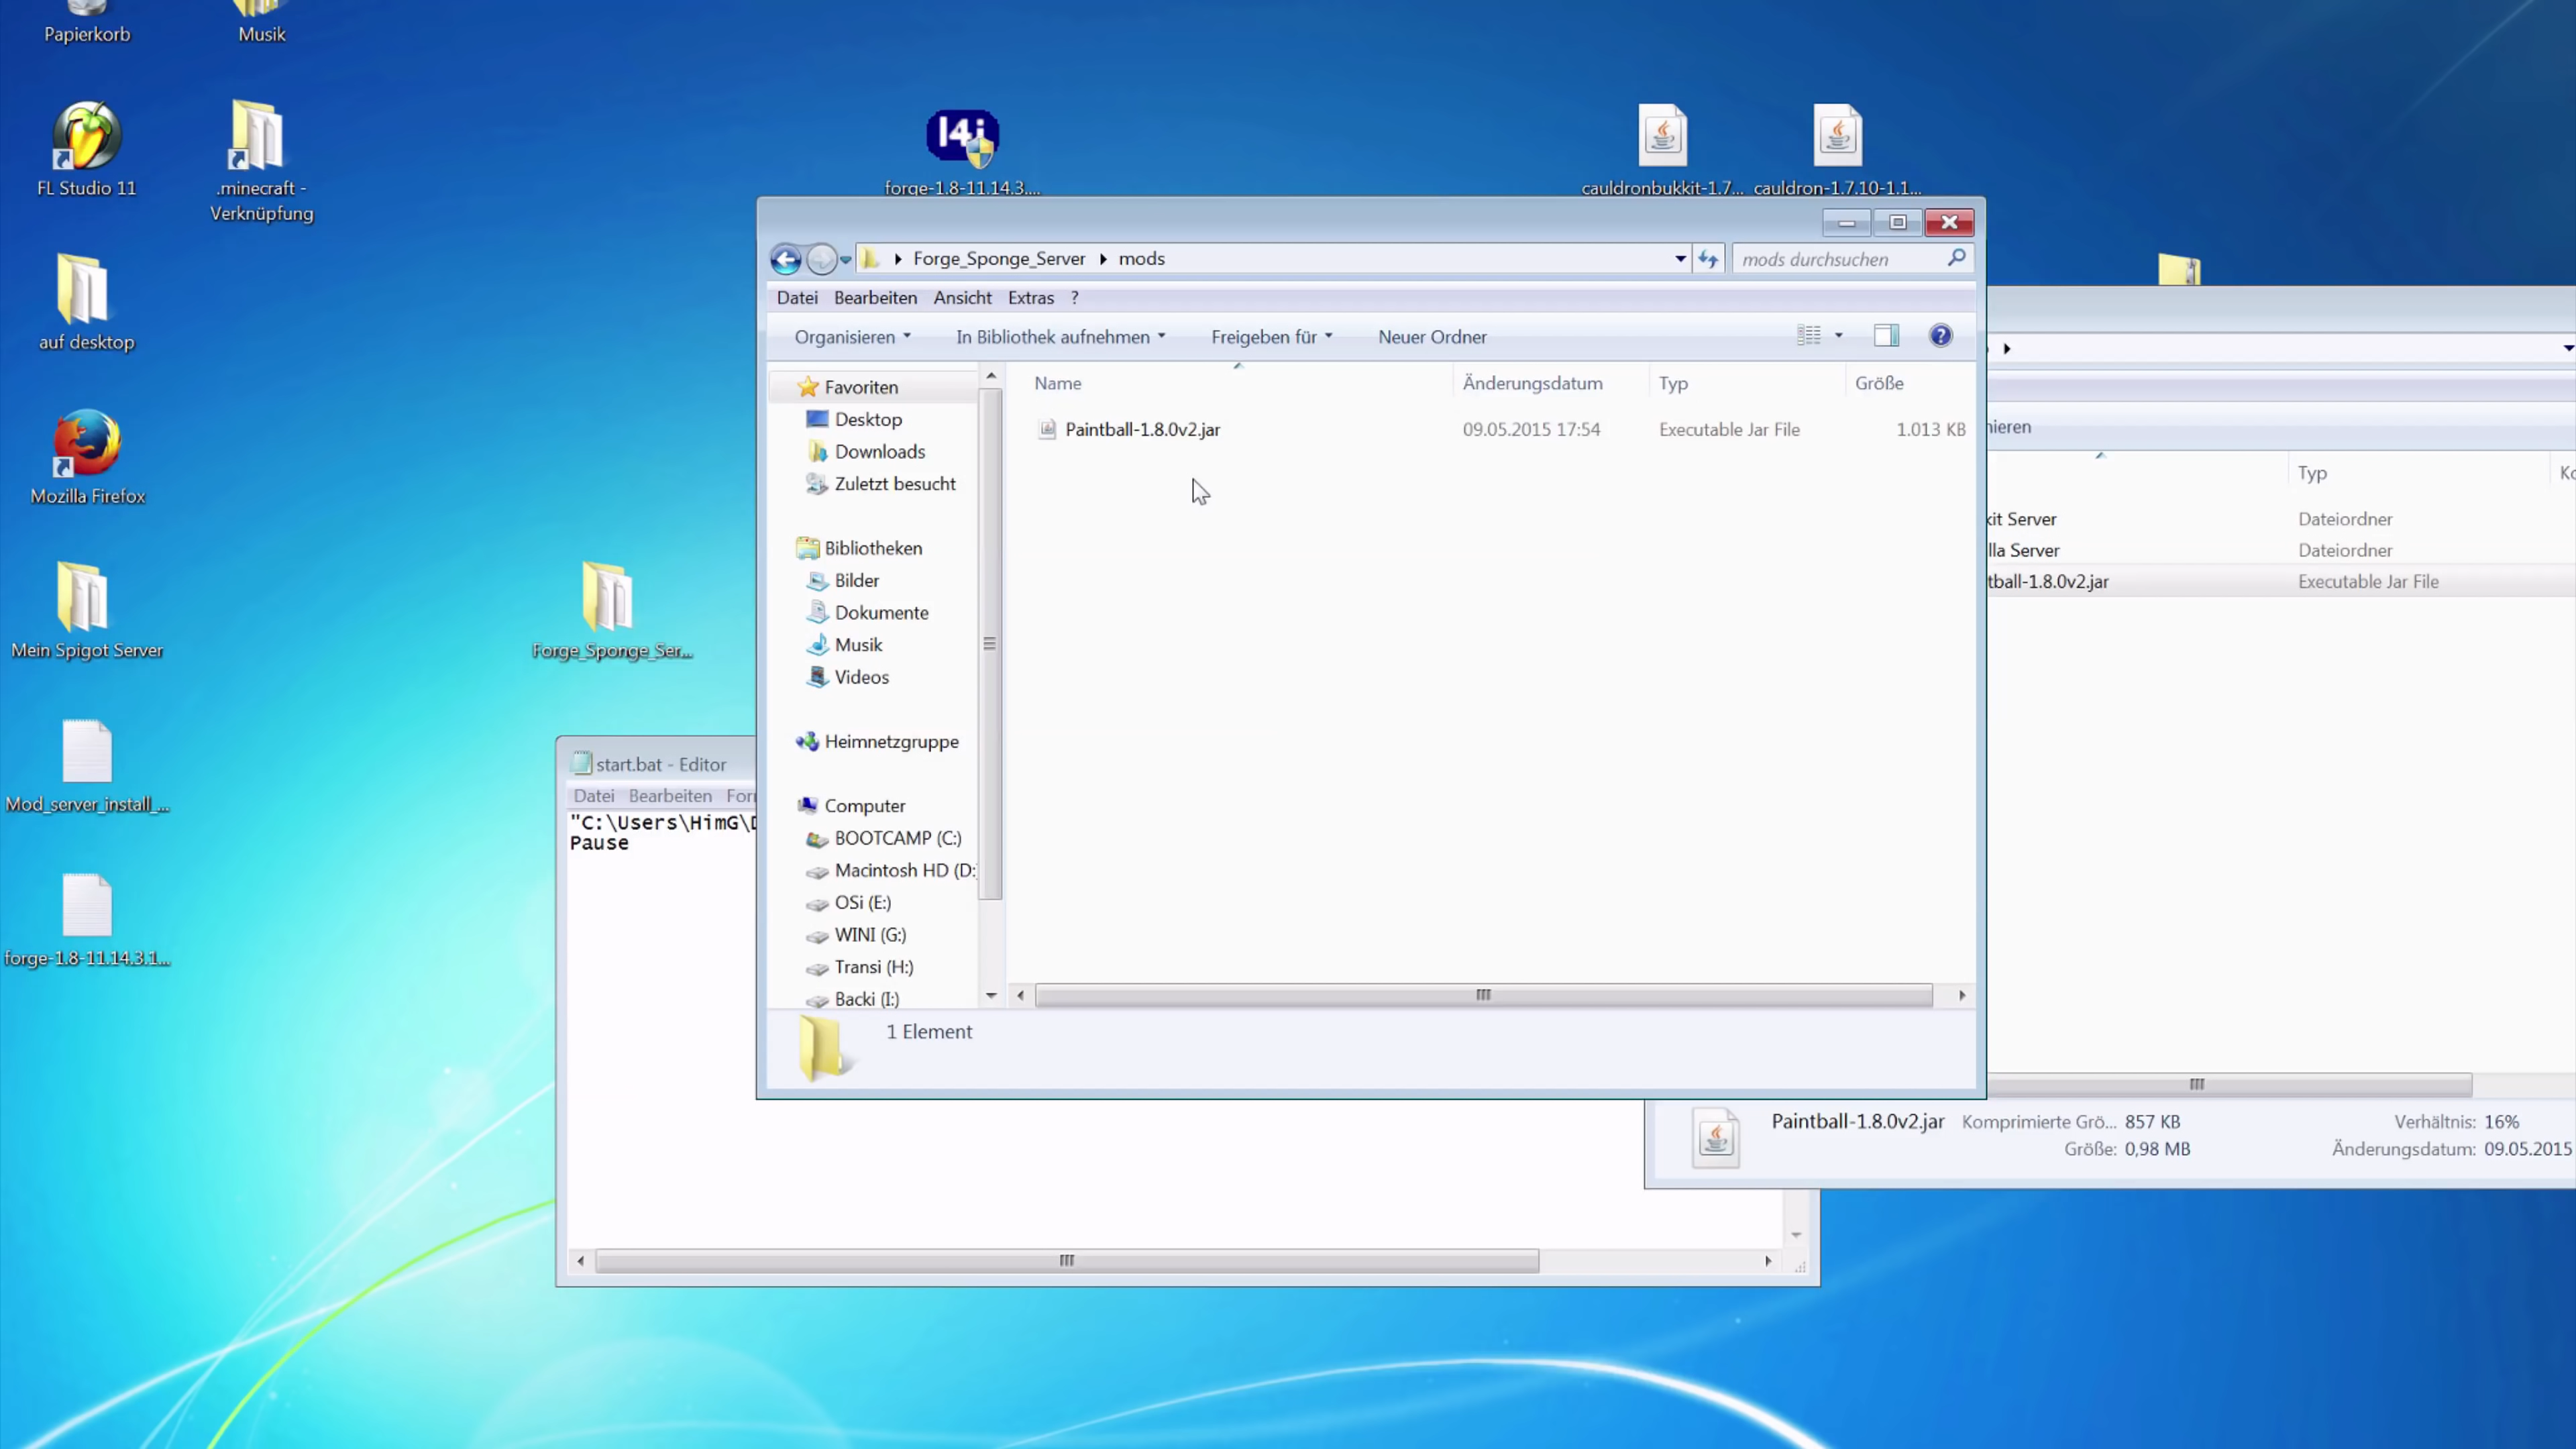 Papierkorb
Musik
FL Studio 11
.minecraft -
Verknüpfung
auf desktop
Mozilla Firefox
Mein Spigot Server
Mod_server_install_...
forge-1.8-11.14.3.1...
forge-1.8-11.14.3....
cauldronbukkit-1.7...
cauldron-1.7.10-1.1...
Forge_Sponge_Ser...
Forge_Sponge_Server
mods
mods durchsuchen
Datei
Bearbeiten
Ansicht
Extras
?
Organisieren
In Bibliothek aufnehmen
Freigeben für
Neuer Ordner
Name
Änderungsdatum
Typ
Größe
Paintball-1.8.0v2.jar
09.05.2015 17:54
Executable Jar File
1.013 KB
Favoriten
Desktop
Downloads
Zuletzt besucht
Bibliotheken
Bilder
Dokumente
Musik
Videos
Heimnetzgruppe
Computer
BOOTCAMP (C:)
Macintosh HD (D:
OSi (E:)
WINI (G:)
Transi (H:)
Backi (I:)
1 Element
start.bat - Editor
Datei
Bearbeiten
"C:\Users\HimG\
Pause
Typ
kit Server
Dateiordner
lla Server
Dateiordner
tball-1.8.0v2.jar
Executable Jar File
Paintball-1.8.0v2.jar
Komprimierte Grö... 857 KB
Verhältnis: 16%
Größe: 0,98 MB
Änderungsdatum: 09.05.2015